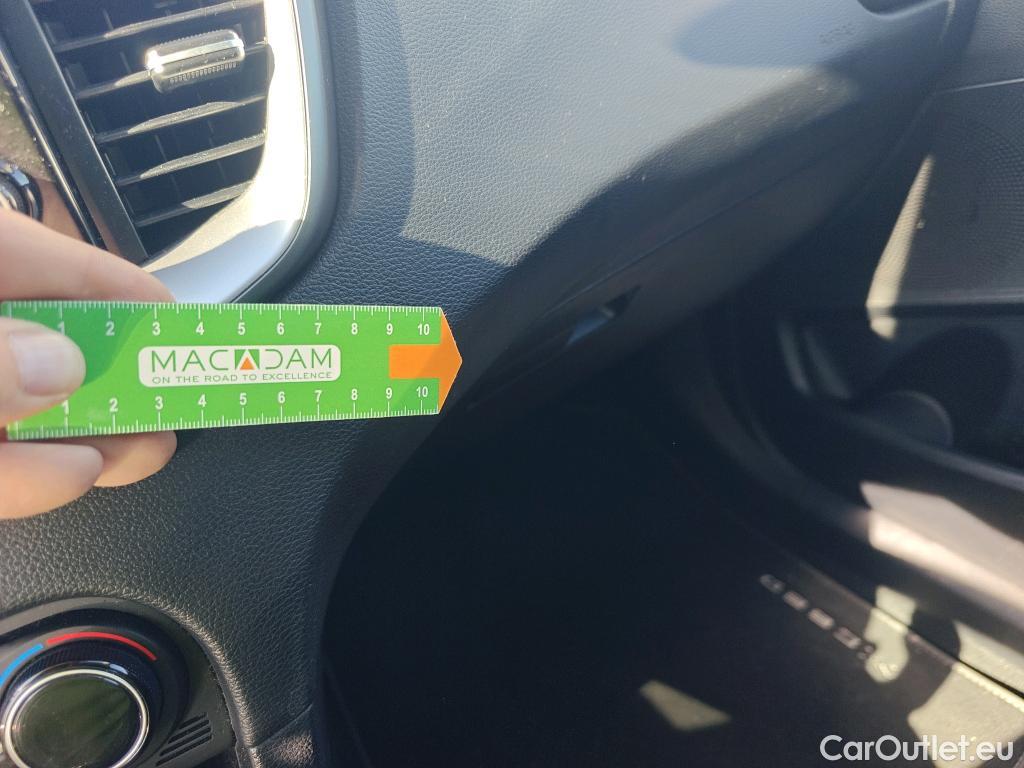 1 2 3 4 5 6 7 8 9 10
MACADAM
ON THE ROAD TO EXCELLENCE
1 2 3 4 5 6 7 8 9 10
CarOutlet.eu